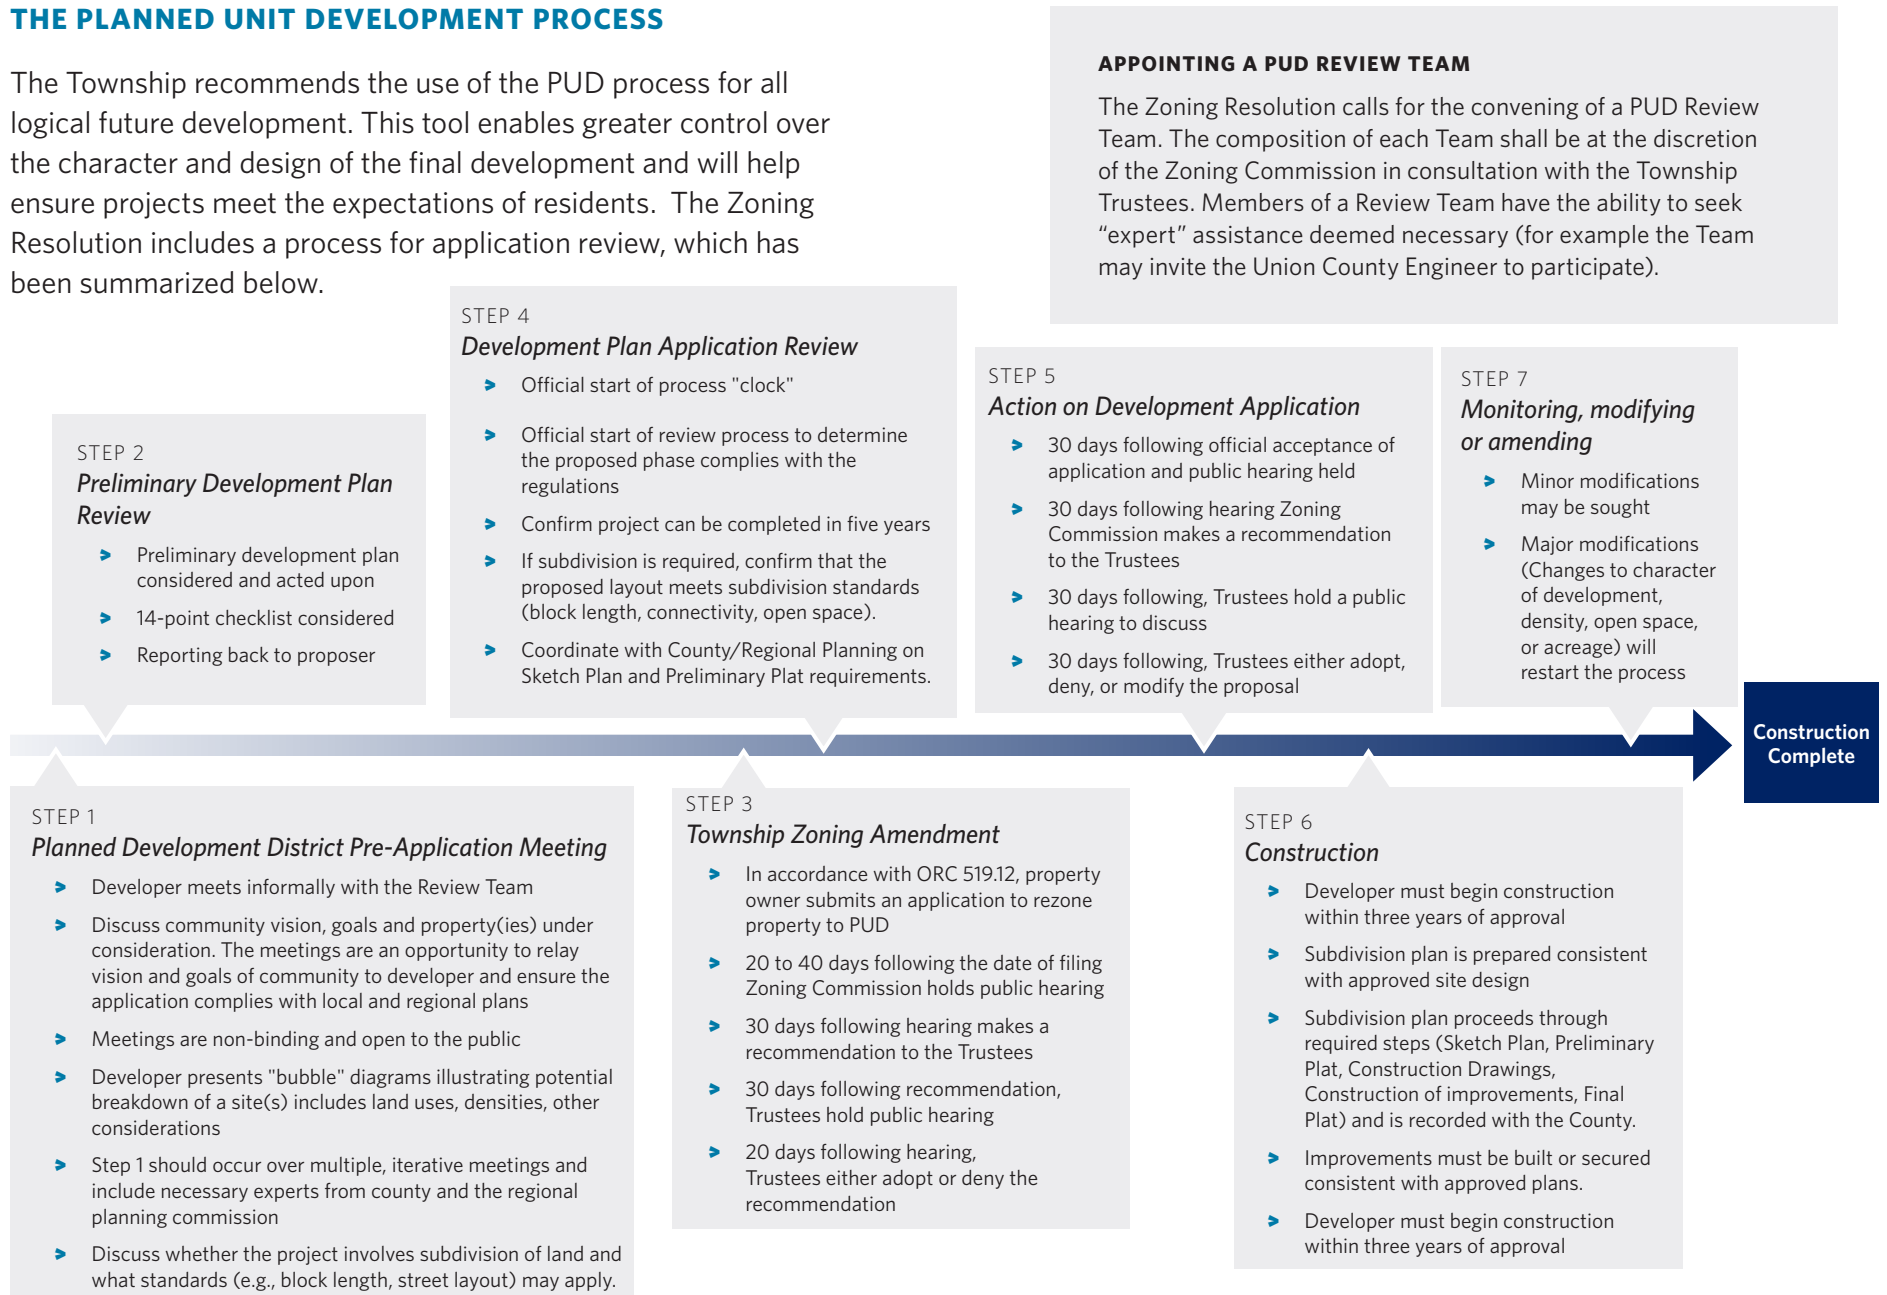 THE PLANNED UNIT DEVELOPMENT PROCESS
The Township recommends the use of the PUD process for all
logical future development. This tool enables greater control over
the character and design of the final development and will help
ensure projects meet the expectations of residents.  The Zoning
Resolution includes a process for application review, which has
been summarized below.
APPOINTING A PUD REVIEW TEAM
The Zoning Resolution calls for the convening of a PUD Review
Team. The composition of each Team shall be at the discretion
of the Zoning Commission in consultation with the Township
Trustees. Members of a Review Team have the ability to seek
“expert” assistance deemed necessary (for example the Team
may invite the Union County Engineer to participate).
STEP 1
Planned Development District Pre-Application Meeting
Developer meets informally with the Review Team
Discuss community vision, goals and property(ies) under
consideration. The meetings are an opportunity to relay
vision and goals of community to developer and ensure the
application complies with local and regional plans
Meetings are non-binding and open to the public
Developer presents "bubble" diagrams illustrating potential
breakdown of a site(s) includes land uses, densities, other
considerations
Step 1 should occur over multiple, iterative meetings and
include necessary experts from county and the regional
planning commission
Discuss whether the project involves subdivision of land and
what standards (e.g., block length, street layout) may apply.
STEP 2
Preliminary Development Plan
Review
Preliminary development plan
considered and acted upon
14-point checklist considered
Reporting back to proposer
STEP 3
Township Zoning Amendment
In accordance with ORC 519.12, property
owner submits an application to rezone
property to PUD
20 to 40 days following the date of filing
Zoning Commission holds public hearing
30 days following hearing makes a
recommendation to the Trustees
30 days following recommendation,
Trustees hold public hearing
20 days following hearing,
Trustees either adopt or deny the
recommendation
STEP 4
Development Plan Application Review
Official start of process "clock"
Official start of review process to determine
the proposed phase complies with the
regulations
Confirm project can be completed in five years
If subdivision is required, confirm that the
proposed layout meets subdivision standards
(block length, connectivity, open space).
Coordinate with County/Regional Planning on
Sketch Plan and Preliminary Plat requirements.
STEP 5
Action on Development Application
30 days following official acceptance of
application and public hearing held
30 days following hearing Zoning
Commission makes a recommendation
to the Trustees
30 days following, Trustees hold a public
hearing to discuss
30 days following, Trustees either adopt,
deny, or modify the proposal
STEP 6
Construction
Developer must begin construction
within three years of approval
Subdivision plan is prepared consistent
with approved site design
Subdivision plan proceeds through
required steps (Sketch Plan, Preliminary
Plat, Construction Drawings,
Construction of improvements, Final
Plat) and is recorded with the County.
Improvements must be built or secured
consistent with approved plans.
Developer must begin construction
within three years of approval
STEP 7
Monitoring, modifying
or amending
Minor modifications
may be sought
Major modifications
(Changes to character
of development,
density, open space,
or acreage) will
restart the process
Construction
Complete